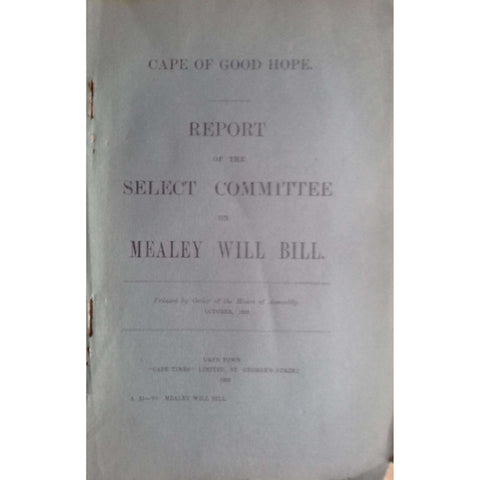 CAPE OF GOOD HOPE.
REPORT
OF THE
SELECT COMMITTEE
ON
MEALEY WILL BILL.
Printed by Order of the House of Assembly.
OCTOBER,
CAPE TOWN
"CAPE TIMES" LIMITED, ST. GEORGE'S STREET
MEALEY WILL BILL.